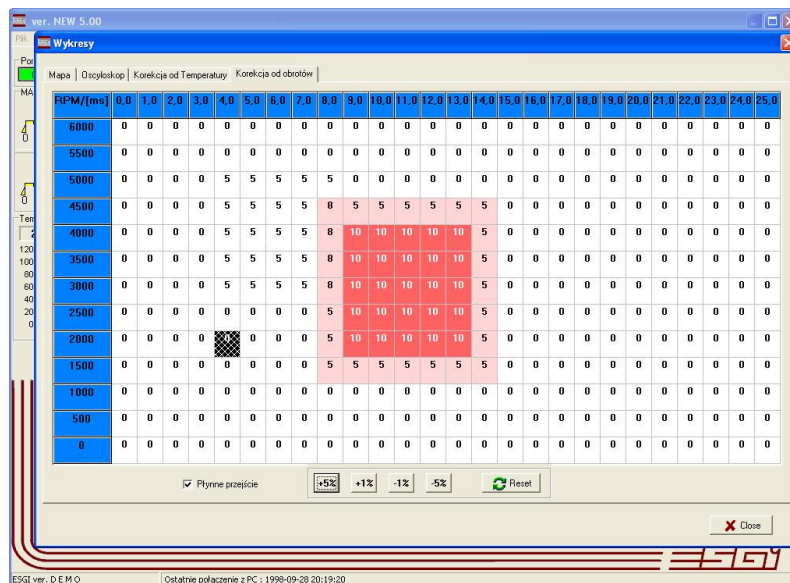 ver. NEW 5.00
Plik
Wykresy
Mapa Oscyloskop Korekcja od Temperatury Korekcja od obrotów
RPM/[ms] 0,0 1,0 2,0 3,0 4,0 5,0 6,0 7,0 8,0 9,0 10,0 11,0 12,0 13,0 14,0 15,0 16,0 17,0 18,0 19,0 20,0 21,0 22,0 23,0 24,0 25,0
6000 0 0 0 0 0 0 0 0 0 0 0 0 0 0 0 0 0 0 0 0 0 0 0 0 0 0
5500 0 0 0 0 0 0 0 0 0 0 0 0 0 0 0 0 0 0 0 0 0 0 0 0 0 0
5000 0 0 0 0 5 5 5 5 5 0 0 0 0 0 0 0 0 0 0 0 0 0 0 0 0 0
4500 0 0 0 0 5 5 5 5 8 5 5 5 5 5 5 0 0 0 0 0 0 0 0 0 0 0
4000 0 0 0 0 5 5 5 5 8 10 10 10 10 10 5 0 0 0 0 0 0 0 0 0 0 0
3500 0 0 0 0 5 5 5 5 8 10 10 10 10 10 5 0 0 0 0 0 0 0 0 0 0 0
3000 0 0 0 0 5 5 5 5 8 10 10 10 10 10 5 0 0 0 0 0 0 0 0 0 0 0
2500 0 0 0 0 0 0 0 0 5 10 10 10 10 10 5 0 0 0 0 0 0 0 0 0 0 0
2000 0 0 0 0 0 0 0 0 5 10 10 10 10 10 5 0 0 0 0 0 0 0 0 0 0 0
1500 0 0 0 0 0 0 0 0 5 5 5 5 5 5 5 0 0 0 0 0 0 0 0 0 0 0
1000 0 0 0 0 0 0 0 0 0 0 0 0 0 0 0 0 0 0 0 0 0 0 0 0 0 0
500 0 0 0 0 0 0 0 0 0 0 0 0 0 0 0 0 0 0 0 0 0 0 0 0 0 0
0 0 0 0 0 0 0 0 0 0 0 0 0 0 0 0 0 0 0 0 0 0 0 0 0 0 0
120
100
80
60
40
20
0
Płynne przejście +5% +1% -1% -5% Reset
Close
ESGI
ESGI ver. D E M O Ostatnie połączenie z PC : 1998-09-28 20:19:20